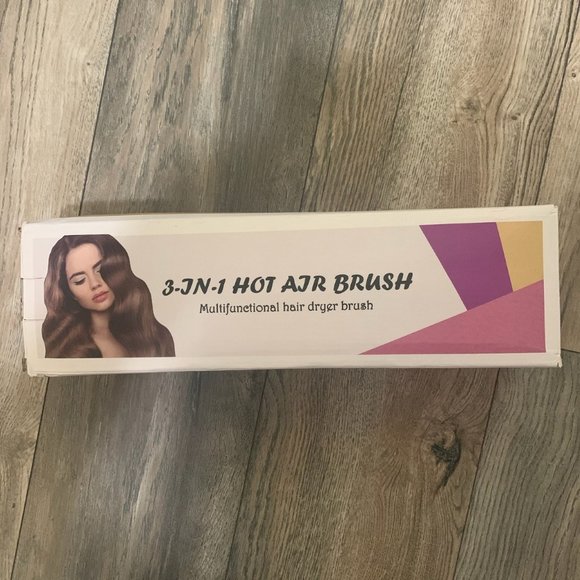 3-IN-1 HOT AIR BRUSH
Multifunctional hair dryer brush